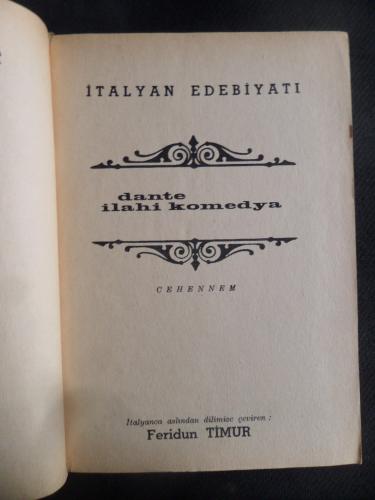 İTALYAN EDEBİYATI
dante
ilahi komedya
CEHENNEM
İtalyanca aslından dilimize çeviren :
Feridun TİMUR